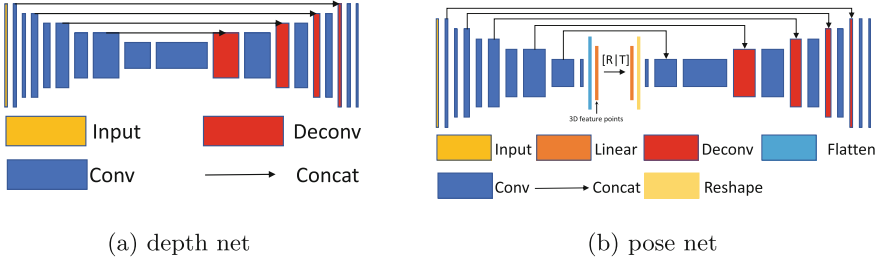 [R|T]
3D feature points
Input Deconv
Conv Concat
Input Linear Deconv Flatten
Conv Concat Reshape
(a) depth net
(b) pose net